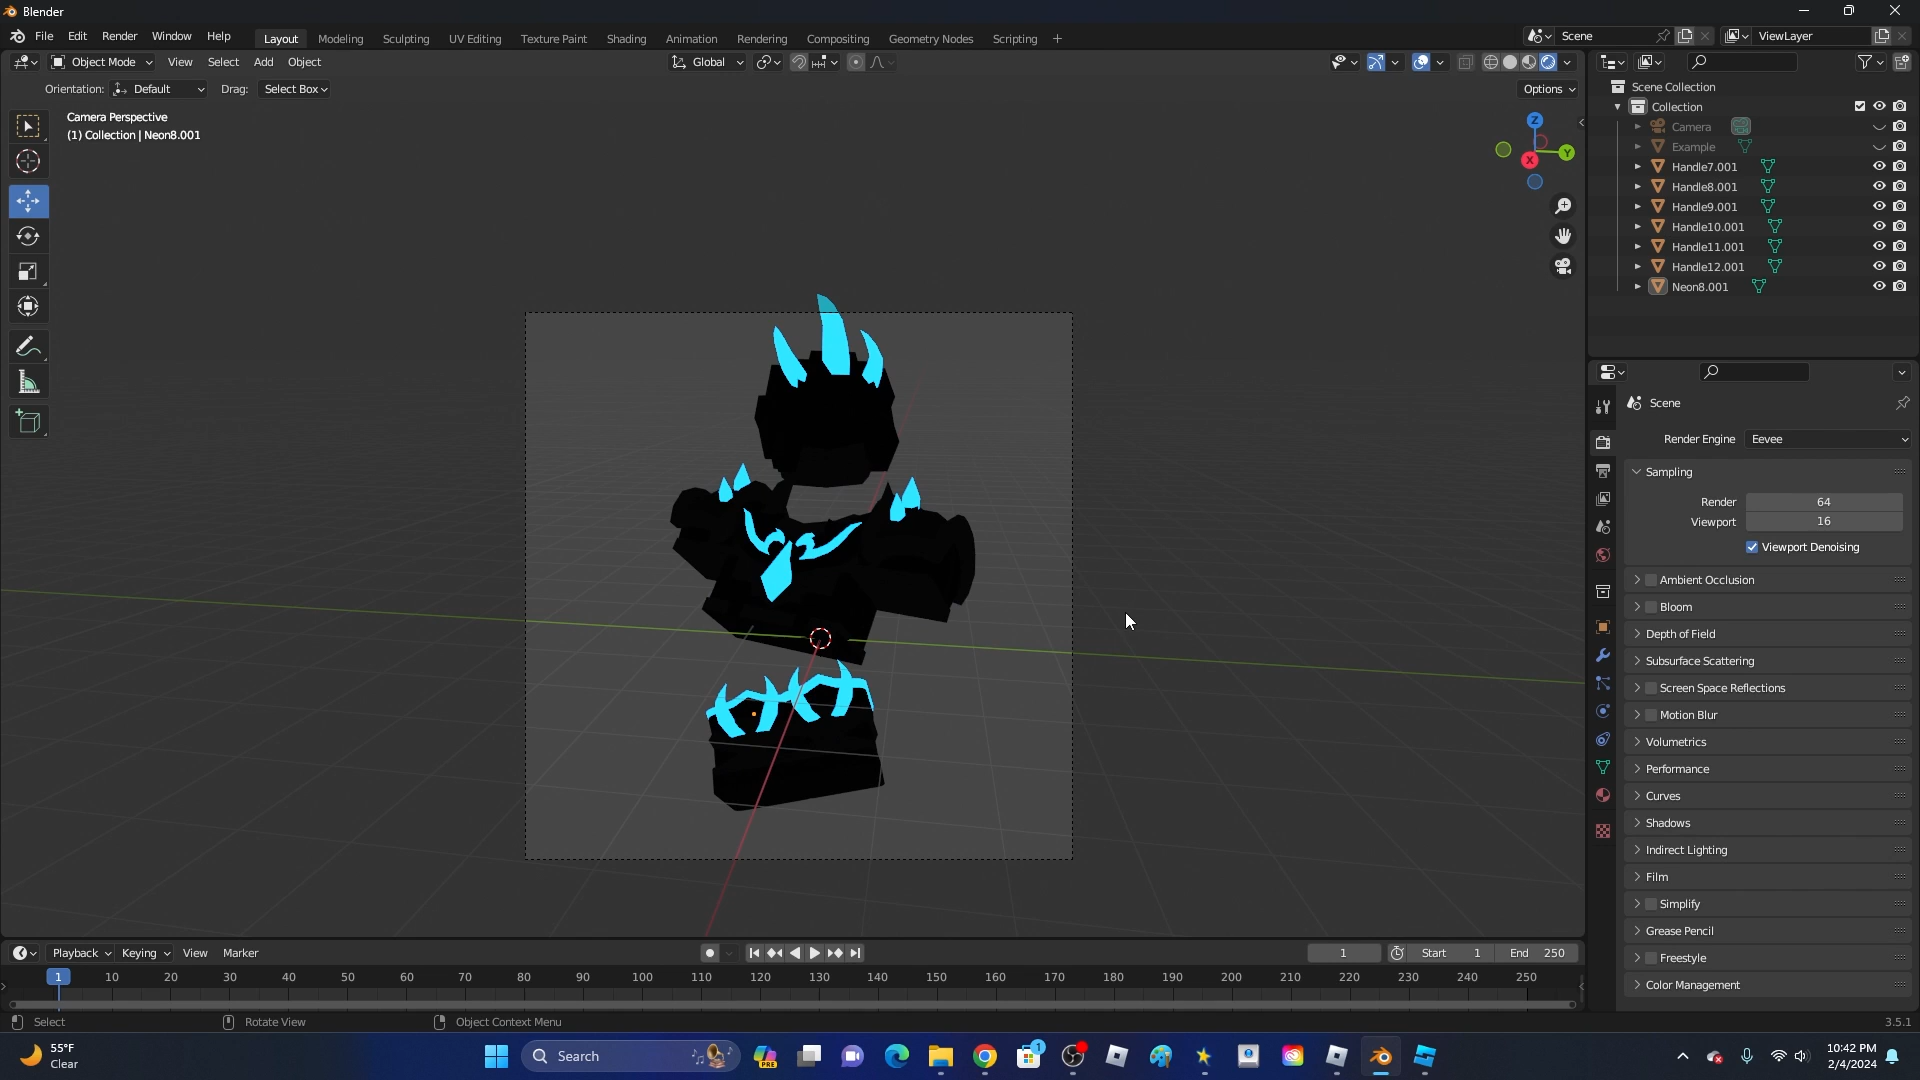 Blender
File Edit Render Window Help Layout Modeling Sculpting UV Editing Texture Paint Shading Animation Rendering Compositing Geometry Nodes Scripting + Scene ViewLayer
Object Mode View Select Add Object Global
Orientation: Default Drag: Select Box Options
Camera Perspective
(1) Collection | Neon8.001
Z
Y
X
Scene Collection
Collection
Camera
Example
Handle7.001
Handle8.001
Handle9.001
Handle10.001
Handle11.001
Handle12.001
Neon8.001
Scene
Render Engine Eevee
Sampling
Render 64
Viewport 16
Viewport Denoising
Ambient Occlusion
Bloom
Depth of Field
Subsurface Scattering
Screen Space Reflections
Motion Blur
Volumetrics
Performance
Curves
Shadows
Indirect Lighting
Film
Simplify
Grease Pencil
Freestyle
Color Management
Playback Keying View Marker 1 Start 1 End 250
1 10 20 30 40 50 60 70 80 90 100 110 120 130 140 150 160 170 180 190 200 210 220 230 240 250
Select Rotate View Object Context Menu 3.5.1
55°F
Clear
Search
PRE
1
10:42 PM
2/4/2024